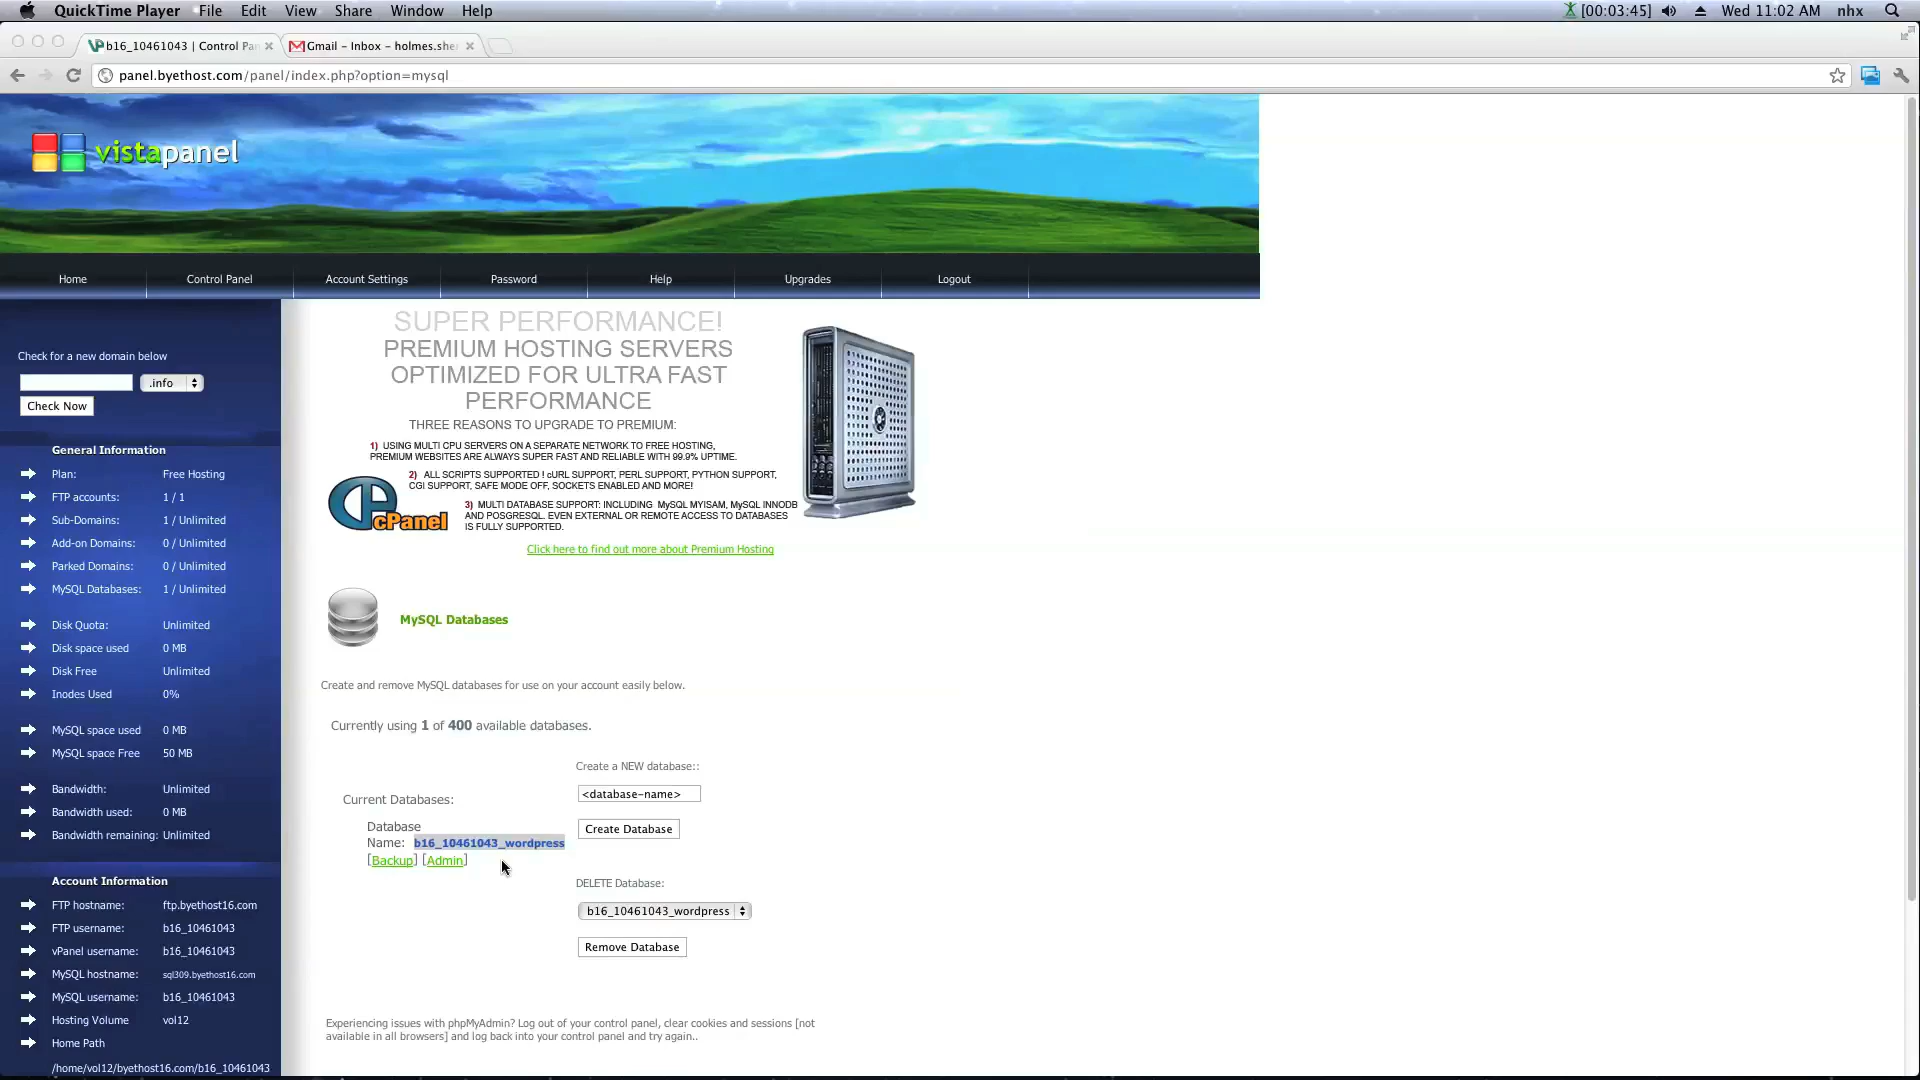 QuickTime Player File Edit View Share Window Help [00:03:45] Wed 11:02 AM nhx
b16_10461043 | Control Pa Gmail - Inbox - holmes.she
panel.byethost.com/panel/index.php?option=mysql
vistapanel
Home Control Panel Account Settings Password Help Upgrades Logout
Check for a new domain below
.info
Check Now
General Information
Plan: Free Hosting
FTP accounts: 1 / 1
Sub-Domains: 1 / Unlimited
Add-on Domains: 0 / Unlimited
Parked Domains: 0 / Unlimited
MySQL Databases: 1 / Unlimited
Disk Quota: Unlimited
Disk space used 0 MB
Disk Free Unlimited
Inodes Used 0%
MySQL space used 0 MB
MySQL space Free 50 MB
Bandwidth: Unlimited
Bandwidth used: 0 MB
Bandwidth remaining: Unlimited
Account Information
FTP hostname: ftp.byethost16.com
FTP username: b16_10461043
vPanel username: b16_10461043
MySQL hostname: sql309.byethost16.com
MySQL username: b16_10461043
Hosting Volume vol12
Home Path
/home/vol12/byethost16.com/b16_10461043
SUPER PERFORMANCE!
PREMIUM HOSTING SERVERS
OPTIMIZED FOR ULTRA FAST
PERFORMANCE
THREE REASONS TO UPGRADE TO PREMIUM:
1) USING MULTI CPU SERVERS ON A SEPARATE NETWORK TO FREE HOSTING,
PREMIUM WEBSITES ARE ALWAYS SUPER FAST AND RELIABLE WITH 99.9% UPTIME.
2) ALL SCRIPTS SUPPORTED ! cURL SUPPORT, PERL SUPPORT, PYTHON SUPPORT,
CGI SUPPORT, SAFE MODE OFF, SOCKETS ENABLED AND MORE!
3) MULTI DATABASE SUPPORT: INCLUDING MySQL MYISAM, MySQL INNODB
AND POSGRESQL. EVEN EXTERNAL OR REMOTE ACCESS TO DATABASES
IS FULLY SUPPORTED.
cPanel
Click here to find out more about Premium Hosting
MySQL Databases
Create and remove MySQL databases for use on your account easily below.
Currently using 1 of 400 available databases.
Current Databases:
Database
Name: b16_10461043_wordpress
[Backup] [Admin]
Create a NEW database::
<database-name>
Create Database
DELETE Database:
b16_10461043_wordpress
Remove Database
Experiencing issues with phpMyAdmin? Log out of your control panel, clear cookies and sessions [not
available in all browsers] and log back into your control panel and try again..